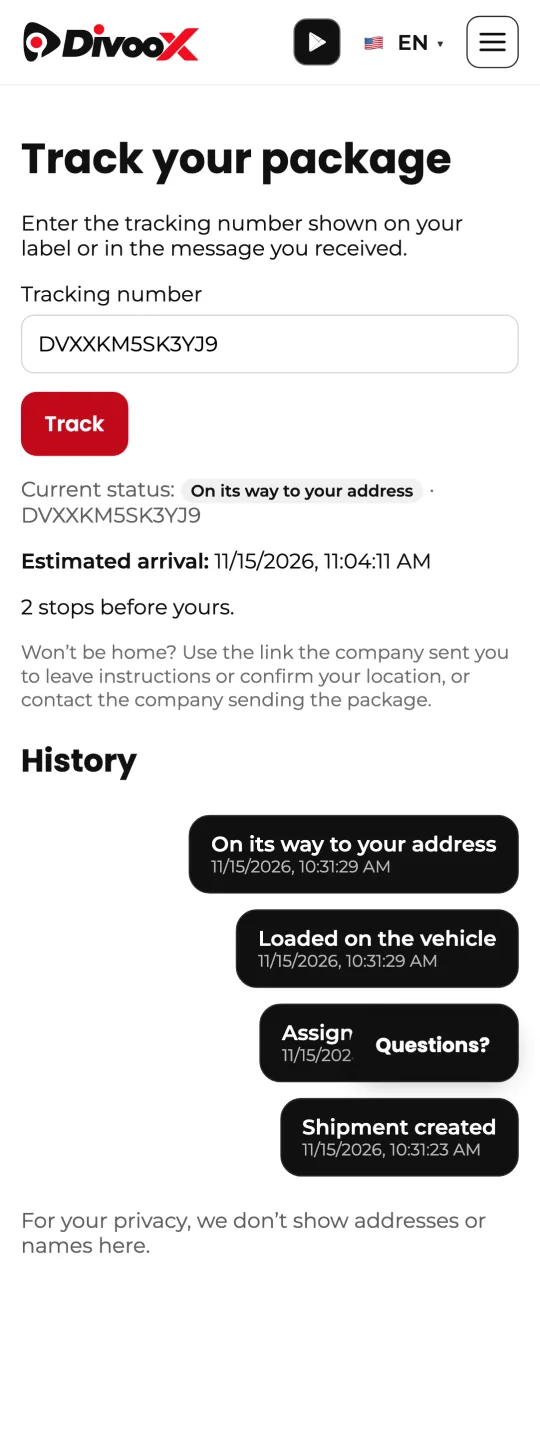 DivooX
EN
Track your package
Enter the tracking number shown on your
label or in the message you received.
Tracking number
DVXXKM5SK3YJ9
Track
Current status: On its way to your address ·
DVXXKM5SK3YJ9
Estimated arrival: 11/15/2026, 11:04:11 AM
2 stops before yours.
Won’t be home? Use the link the company sent you
to leave instructions or confirm your location, or
contact the company sending the package.
History
On its way to your address
11/15/2026, 10:31:29 AM
Loaded on the vehicle
11/15/2026, 10:31:29 AM
Assign
11/15/202
Questions?
Shipment created
11/15/2026, 10:31:23 AM
For your privacy, we don’t show addresses or
names here.